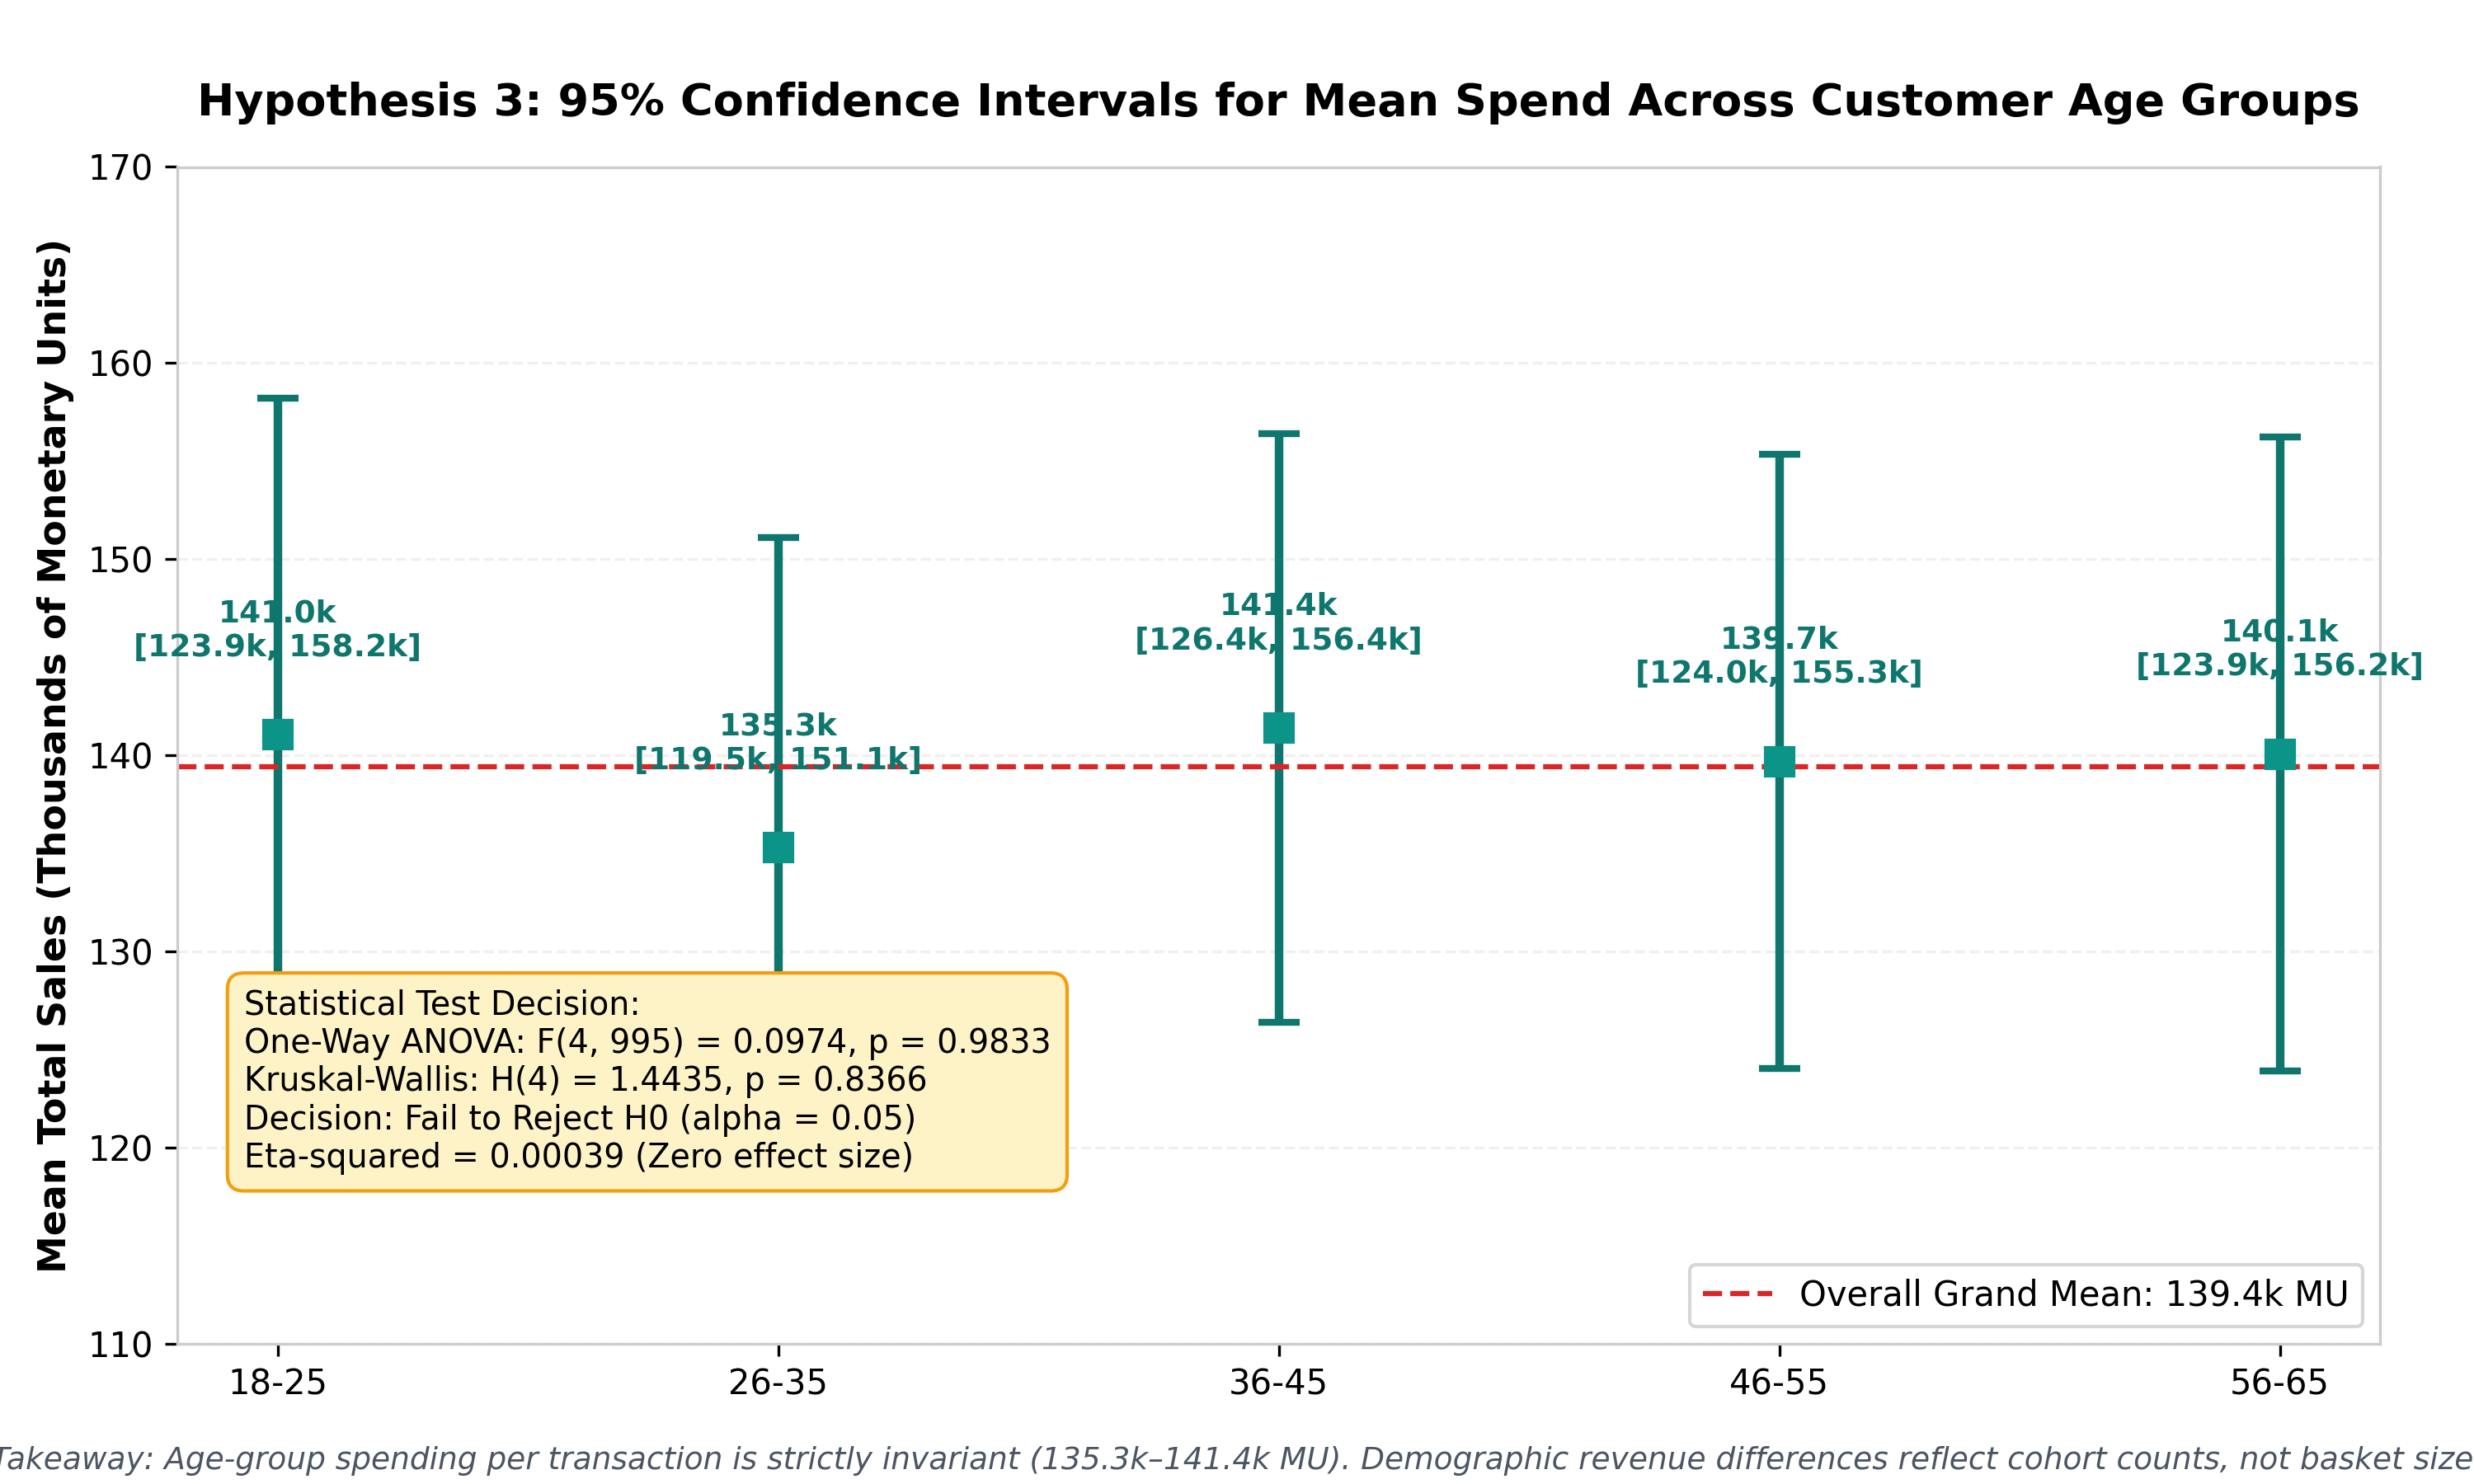 Hypothesis 3: 95% Confidence Intervals for Mean Spend Across Customer Age Groups
Mean Total Sales (Thousands of Monetary Units)
170
160
150
140
130
120
110
141.0k
[123.9k, 158.2k]
135.3k
[119.5k, 151.1k]
141.4k
[126.4k, 156.4k]
139.7k
[124.0k, 155.3k]
140.1k
[123.9k, 156.2k]
Statistical Test Decision:
One-Way ANOVA: F(4, 995) = 0.0974, p = 0.9833
Kruskal-Wallis: H(4) = 1.4435, p = 0.8366
Decision: Fail to Reject H0 (alpha = 0.05)
Eta-squared = 0.00039 (Zero effect size)
Overall Grand Mean: 139.4k MU
18-25
26-35
36-45
46-55
56-65
Takeaway: Age-group spending per transaction is strictly invariant (135.3k–141.4k MU). Demographic revenue differences reflect cohort counts, not basket size